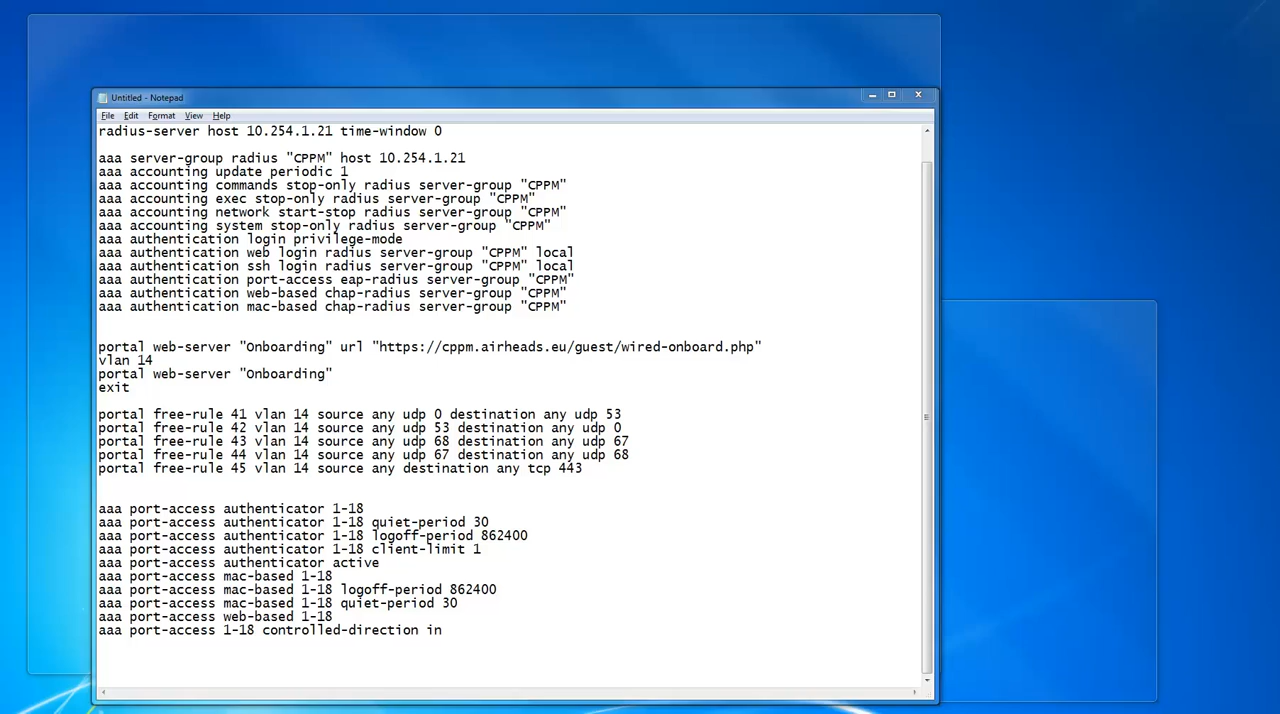 Untitled - Notepad
File Edit Format View Help
radius-server host 10.254.1.21 time-window 0
aaa server-group radius "CPPM" host 10.254.1.21
aaa accounting update periodic 1
aaa accounting commands stop-only radius server-group "CPPM"
aaa accounting exec stop-only radius server-group "CPPM"
aaa accounting network start-stop radius server-group "CPPM"
aaa accounting system stop-only radius server-group "CPPM"
aaa authentication login privilege-mode
aaa authentication web login radius server-group "CPPM" local
aaa authentication ssh login radius server-group "CPPM" local
aaa authentication port-access eap-radius server-group "CPPM"
aaa authentication web-based chap-radius server-group "CPPM"
aaa authentication mac-based chap-radius server-group "CPPM"
portal web-server "Onboarding" url "https://cppm.airheads.eu/guest/wired-onboard.php"
vlan 14
portal web-server "Onboarding"
exit
portal free-rule 41 vlan 14 source any udp 0 destination any udp 53
portal free-rule 42 vlan 14 source any udp 53 destination any udp 0
portal free-rule 43 vlan 14 source any udp 68 destination any udp 67
portal free-rule 44 vlan 14 source any udp 67 destination any udp 68
portal free-rule 45 vlan 14 source any destination any tcp 443
aaa port-access authenticator 1-18
aaa port-access authenticator 1-18 quiet-period 30
aaa port-access authenticator 1-18 logoff-period 862400
aaa port-access authenticator 1-18 client-limit 1
aaa port-access authenticator active
aaa port-access mac-based 1-18
aaa port-access mac-based 1-18 logoff-period 862400
aaa port-access mac-based 1-18 quiet-period 30
aaa port-access web-based 1-18
aaa port-access 1-18 controlled-direction in